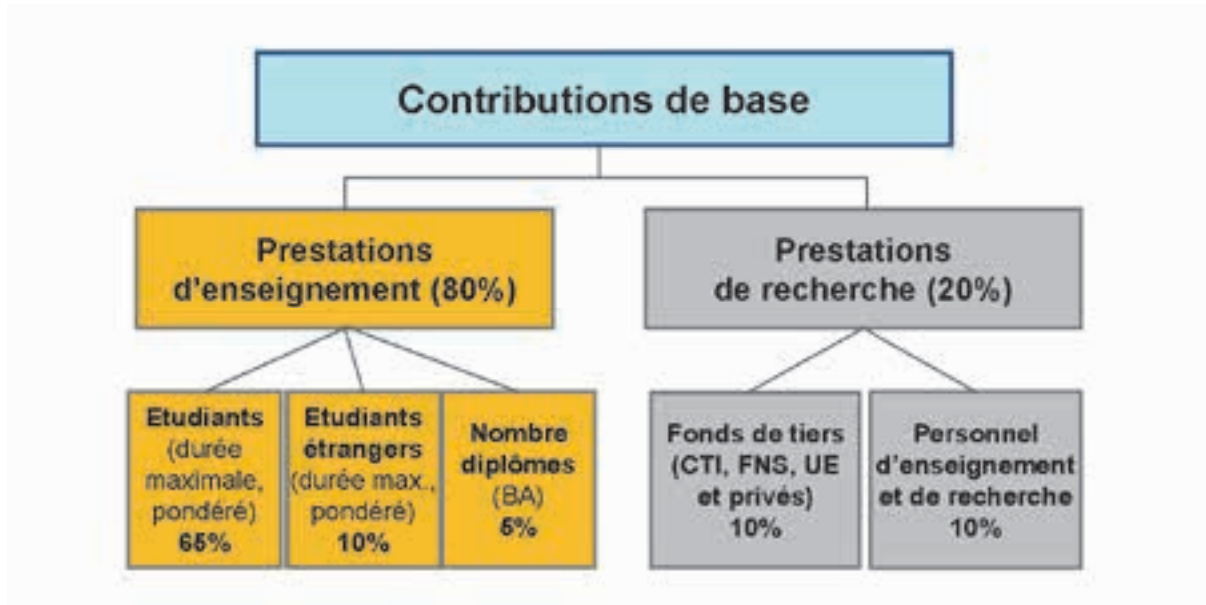 Contributions de base
Prestations
d'enseignement (80%)
Prestations
de recherche (20%)
Etudiants
(durée
maximale,
pondéré)
65%
Etudiants
étrangers
(durée max.,
pondéré)
10%
Nombre
diplômes
(BA)
5%
Fonds de tiers
(CTI, FNS, UE
et privés)
10%
Personnel
d'enseignement
et de recherche
10%